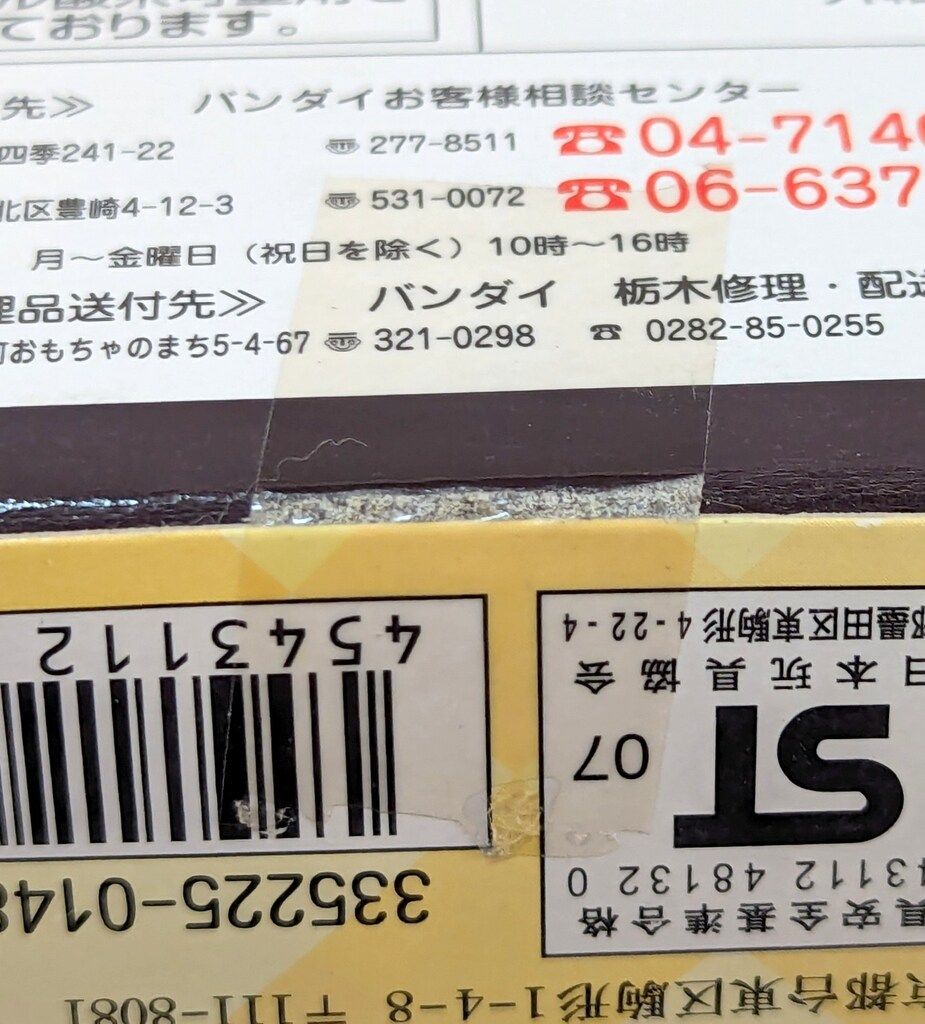 ております。
先≫ バンダイお客様相談センター
四季241-22 〠277-8511 ☎04-714
北区豊崎4-12-3 〠531-0072 ☎06-637
月～金曜日（祝日を除く）10時～16時
理品送付先≫ バンダイ 栃木修理・配送
町おもちゃのまち5-4-67 〠321-0298 ☎0282-85-0255
4543112
335225-014
都墨田区東駒形4-22-4
日本玩具協会
ST
07
43112 48132 0
具安全基準合格
京都台東区駒形1-4-8 〒111-8081